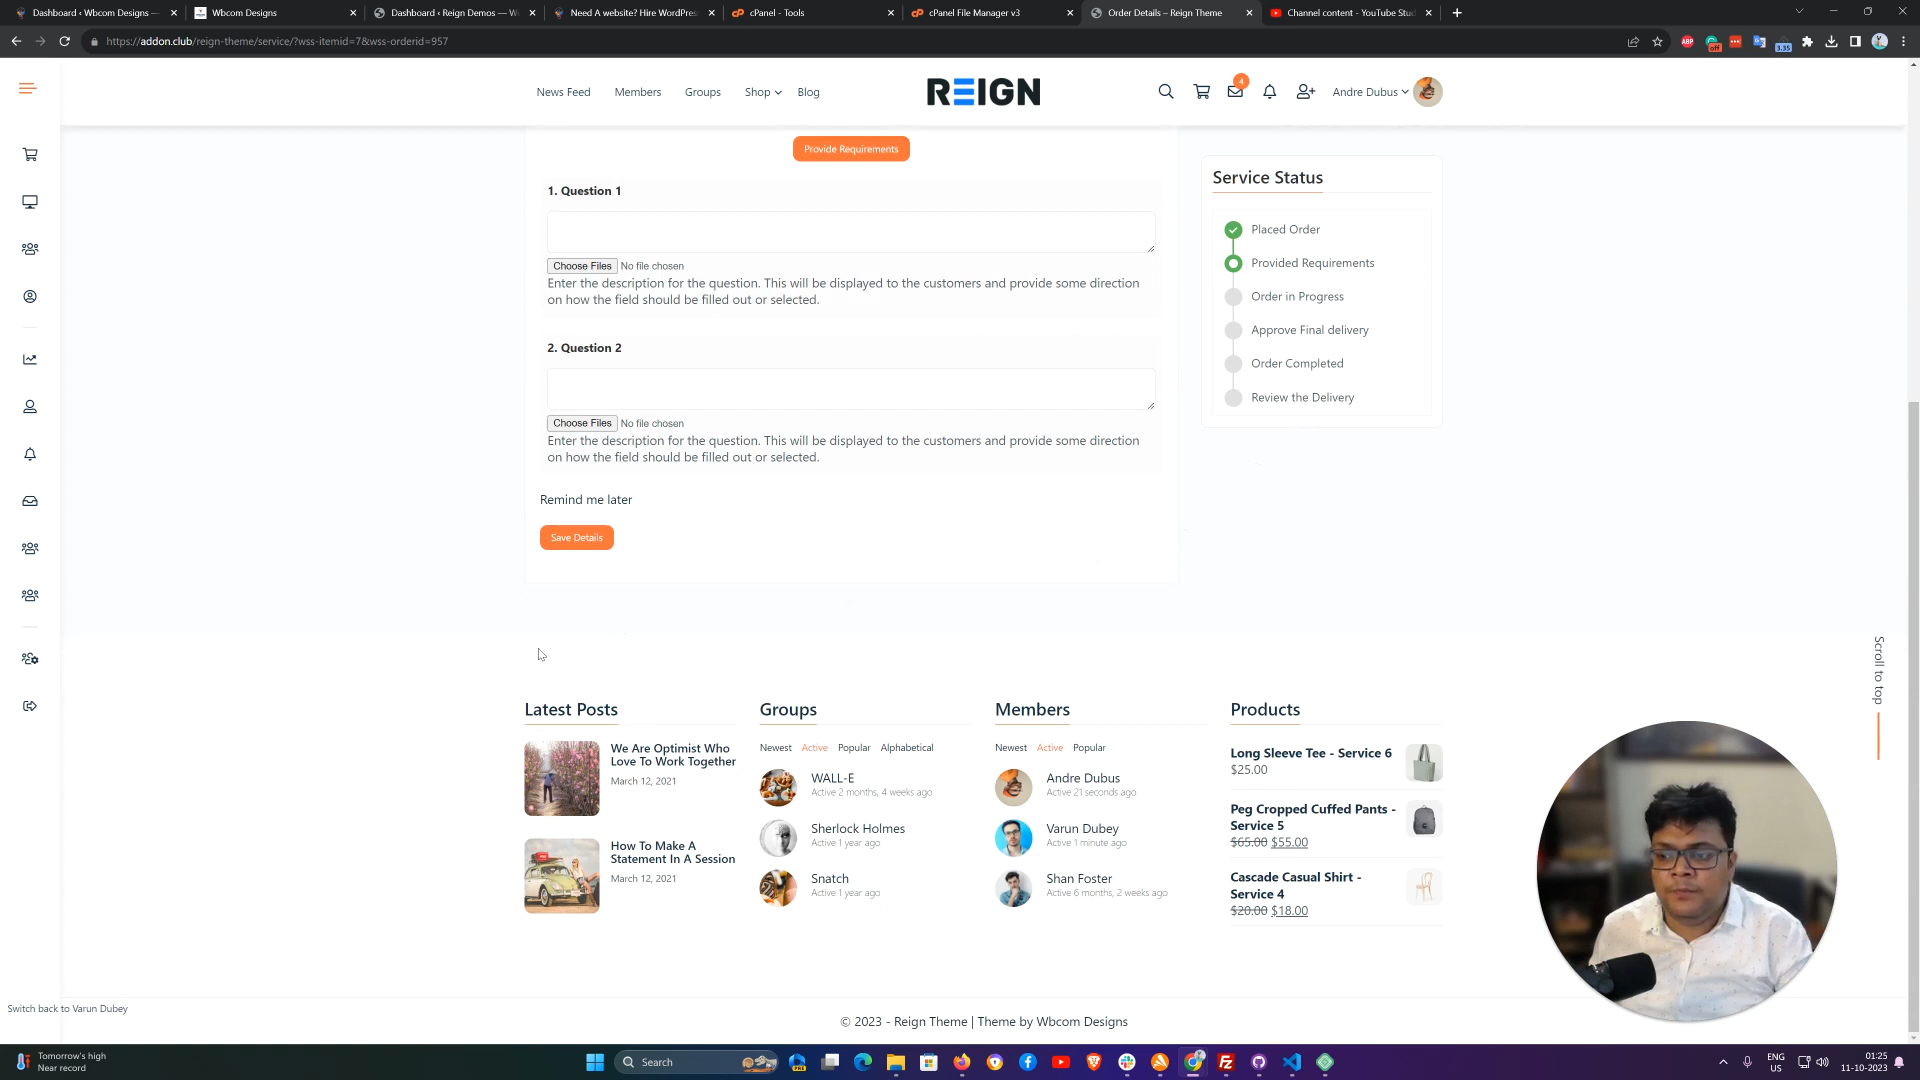 Dashboard ‹ Wbcom Designs —
Wbcom Designs
Dashboard ‹ Reign Demos — W
Need A website? Hire WordPres
cPanel - Tools
cPanel File Manager v3
Order Details – Reign Theme
Channel content - YouTube Stud
https://addon.club/reign-theme/service/?wss-itemid=7&wss-orderid=957
ABP
off
3.35
News Feed
Members
Groups
Shop
Blog
REIGN
4
Andre Dubus
Provide Requirements
1. Question 1
Choose Files No file chosen
Enter the description for the question. This will be displayed to the customers and provide some direction
on how the field should be filled out or selected.
2. Question 2
Choose Files No file chosen
Enter the description for the question. This will be displayed to the customers and provide some direction
on how the field should be filled out or selected.
Remind me later
Save Details
Service Status
Placed Order
Provided Requirements
Order in Progress
Approve Final delivery
Order Completed
Review the Delivery
Scroll to top
Latest Posts
We Are Optimist Who
Love To Work Together
March 12, 2021
How To Make A
Statement In A Session
March 12, 2021
Groups
Newest Active Popular Alphabetical
WALL-E
Active 2 months, 4 weeks ago
Sherlock Holmes
Active 1 year ago
Snatch
Active 1 year ago
Members
Newest Active Popular
Andre Dubus
Active 21 seconds ago
Varun Dubey
Active 1 minute ago
Shan Foster
Active 6 months, 2 weeks ago
Products
Long Sleeve Tee - Service 6
$25.00
Peg Cropped Cuffed Pants -
Service 5
$65.00 $55.00
Cascade Casual Shirt -
Service 4
$20.00 $18.00
Switch back to Varun Dubey
© 2023 - Reign Theme | Theme by Wbcom Designs
Tomorrow's high
Near record
Search
ENG
US
01:25
11-10-2023